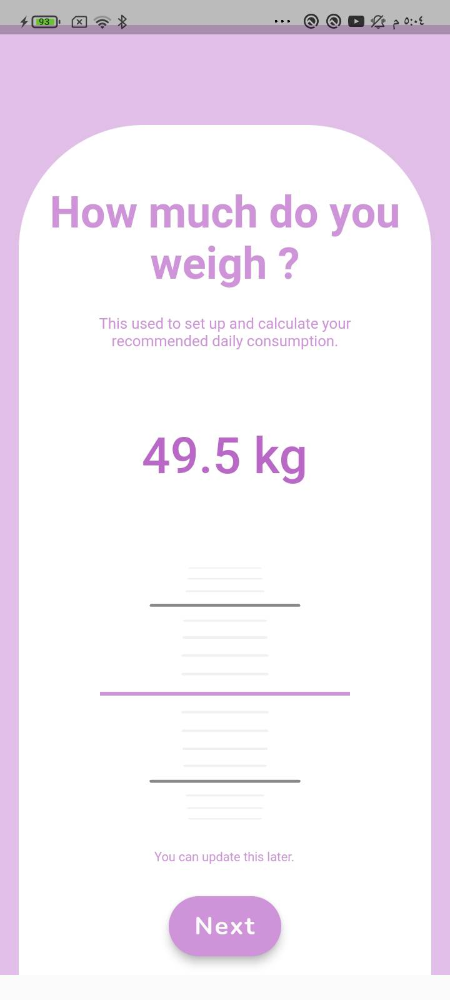 93
٥:٠٤ م
How much do you
weigh ?
This used to set up and calculate your
recommended daily consumption.
49.5 kg
You can update this later.
Next